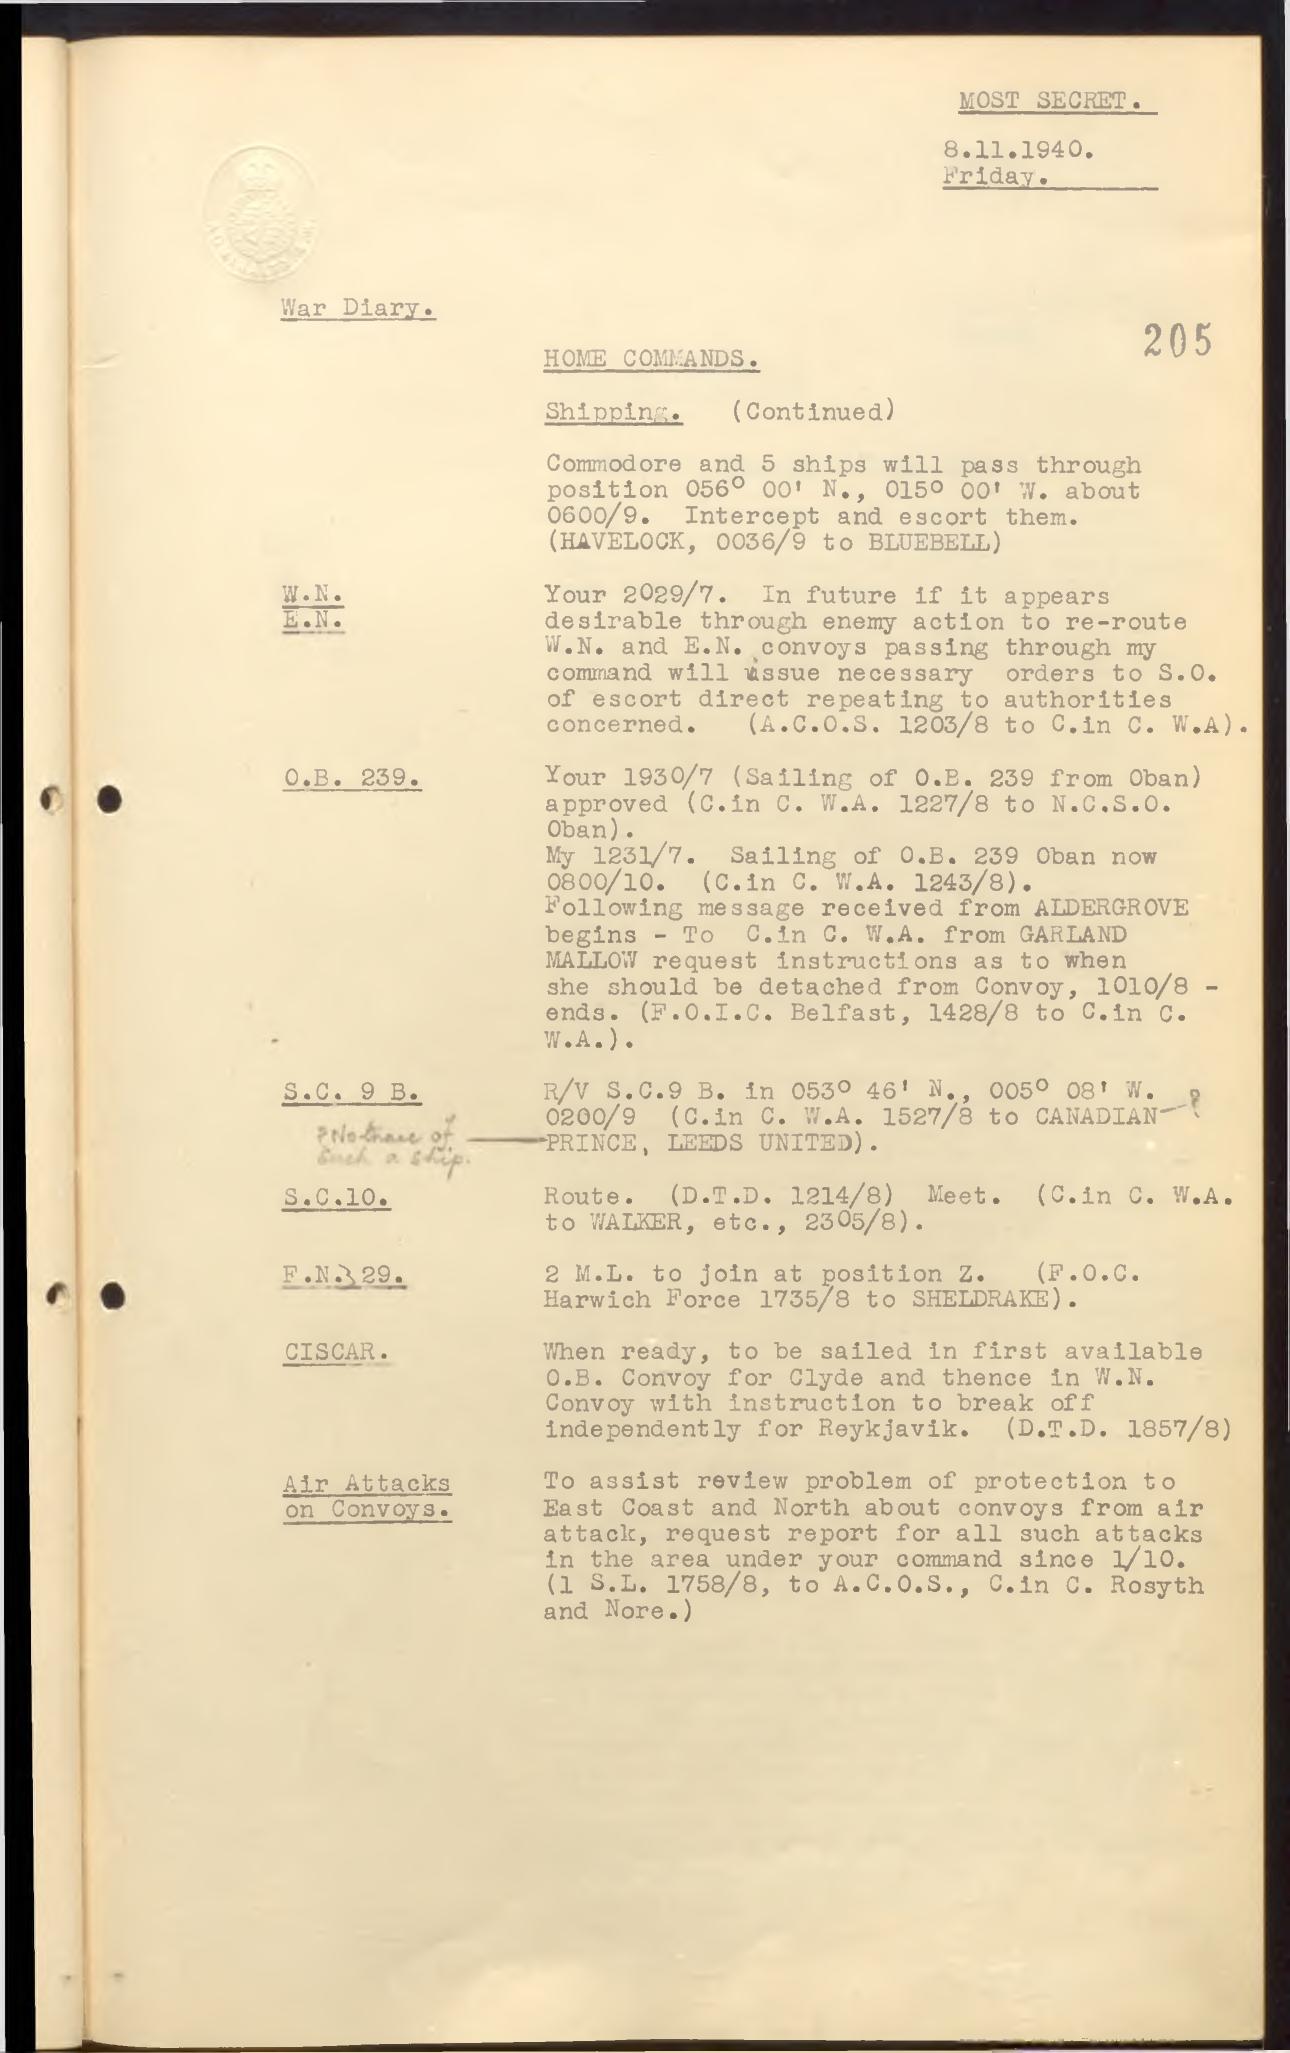 MOST SECRET.
8.11.1940.
Friday.
War Diary.
205
HOME COMMANDS.
Shipping. (Continued)
Commodore and 5 ships will pass through
position 056° 00' N., 015° 00' W. about
0600/9. Intercept and escort them.
(HAVELOCK, 0036/9 to BLUEBELL)
W.N.
E.N.
Your 2029/7. In future if it appears
desirable through enemy action to re-route
W.N. and E.N. convoys passing through my
command will issue necessary orders to S.O.
of escort direct repeating to authorities
concerned. (A.C.O.S. 1203/8 to C.in C. W.A).
O.B. 239.
Your 1930/7 (Sailing of O.B. 239 from Oban)
approved (C.in C. W.A. 1227/8 to N.C.S.O.
Oban).
My 1231/7. Sailing of O.B. 239 Oban now
0800/10. (C.in C. W.A. 1243/8).
Following message received from ALDERGROVE
begins - To C.in C. W.A. from GARLAND
MALLOW request instructions as to when
she should be detached from Convoy, 1010/8 -
ends. (F.O.I.C. Belfast, 1428/8 to C.in C.
W.A.).
S.C. 9 B.
R/V S.C.9 B. in 053° 46' N., 005° 08' W.
0200/9 (C.in C. W.A. 1527/8 to CANADIAN - ?
PRINCE, LEEDS UNITED).
? No trace of
Such a ship.
S.C.10.
Route. (D.T.D. 1214/8) Meet. (C.in C. W.A.
to WALKER, etc., 2305/8).
F.N.329.
2 M.L. to join at position Z. (F.O.C.
Harwich Force 1735/8 to SHELDRAKE).
CISCAR.
When ready, to be sailed in first available
O.B. Convoy for Clyde and thence in W.N.
Convoy with instruction to break off
independently for Reykjavik. (D.T.D. 1857/8)
Air Attacks
on Convoys.
To assist review problem of protection to
East Coast and North about convoys from air
attack, request report for all such attacks
in the area under your command since 1/10.
(1 S.L. 1758/8, to A.C.O.S., C.in C. Rosyth
and Nore.)